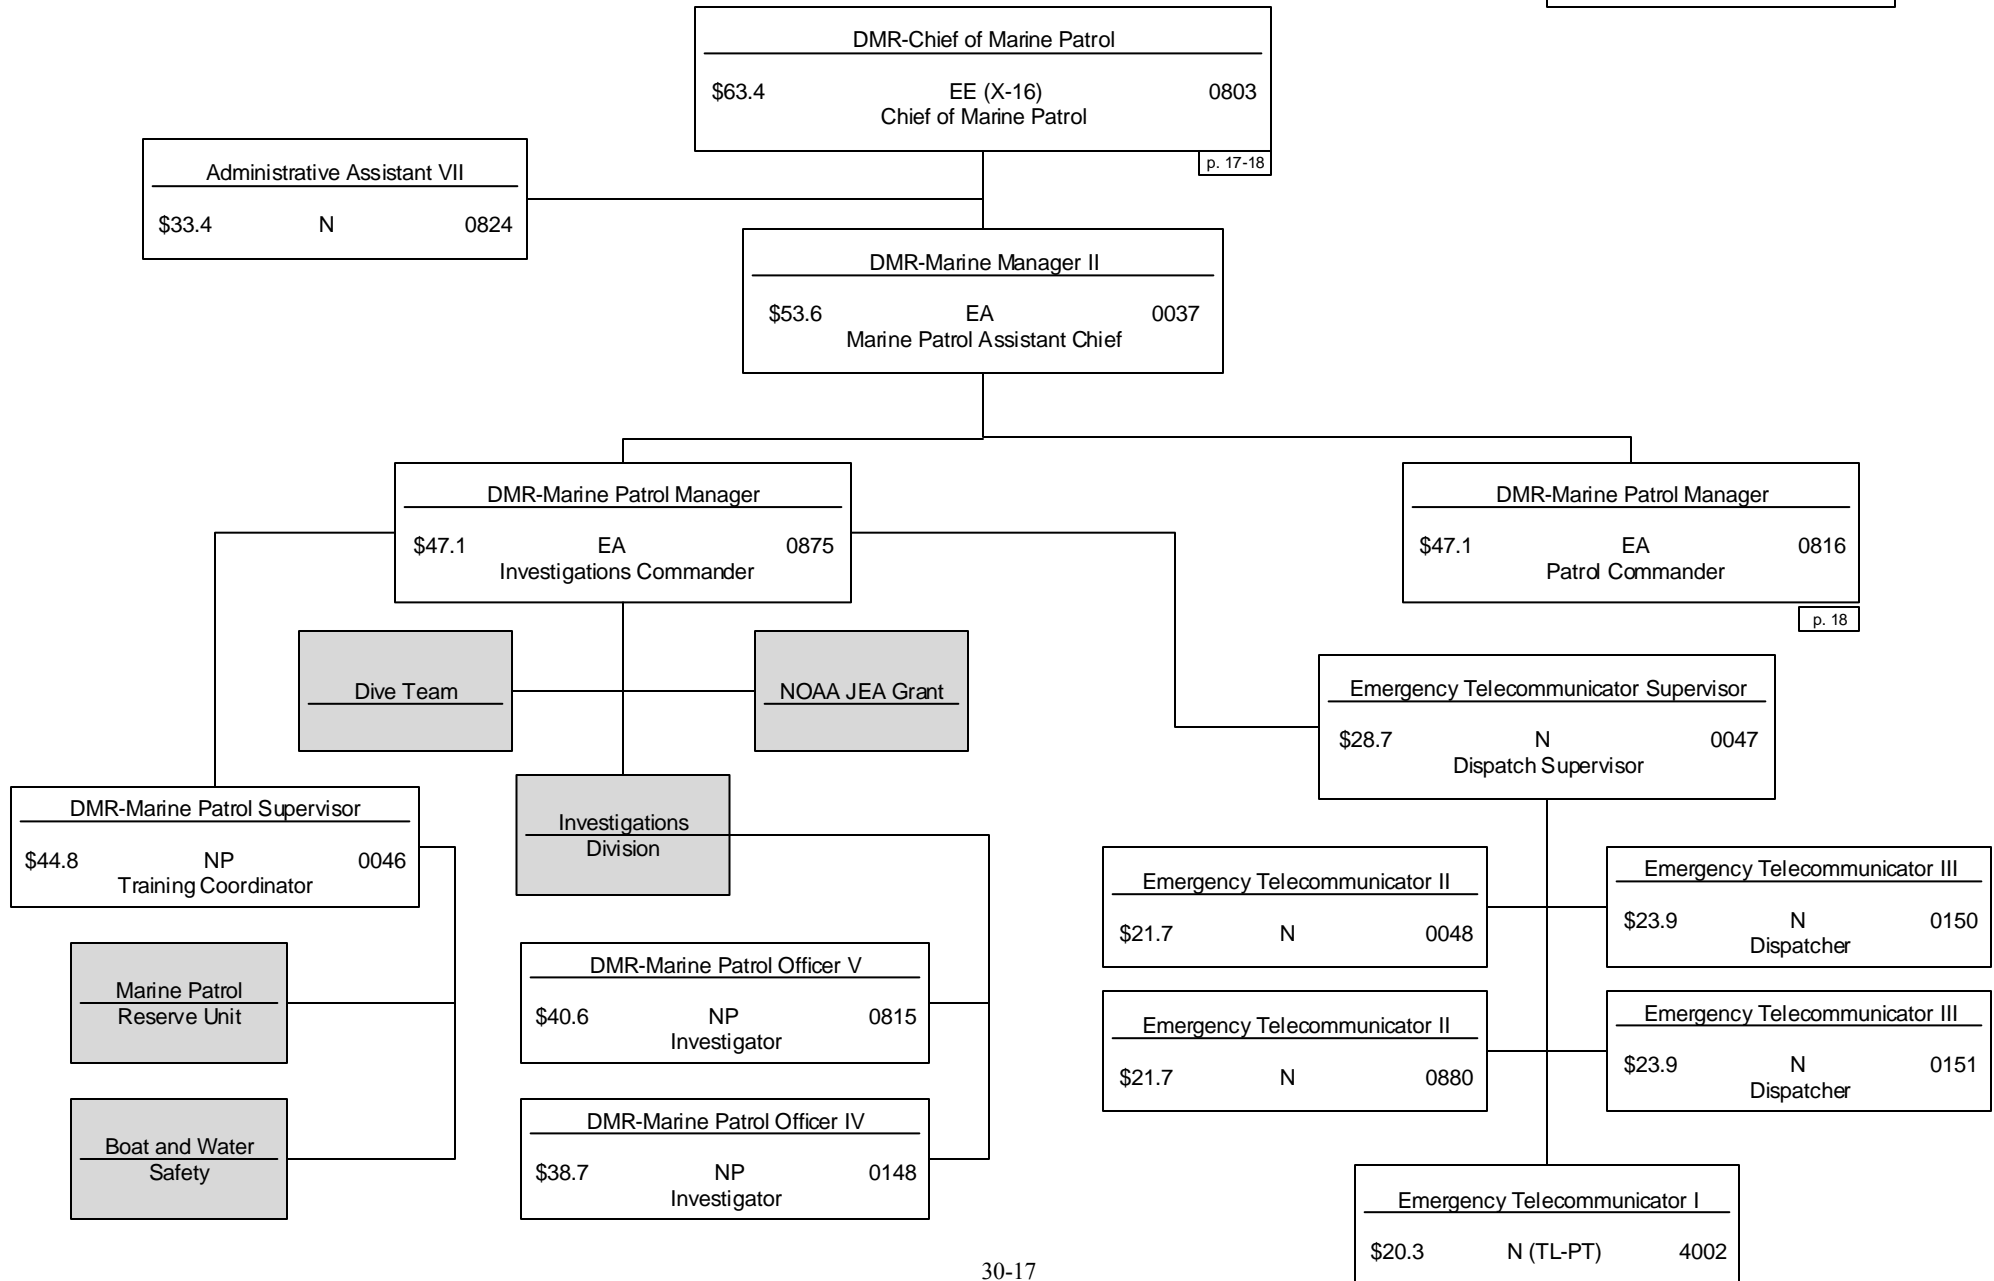 DMR-Chief of Marine Patrol
$63.4 EE (X-16) 0803
Chief of Marine Patrol
p. 17-18
Administrative Assistant VII
$33.4 N 0824
DMR-Marine Manager II
$53.6 EA 0037
Marine Patrol Assistant Chief
DMR-Marine Patrol Manager
$47.1 EA 0875
Investigations Commander
DMR-Marine Patrol Manager
$47.1 EA 0816
Patrol Commander
p. 18
Dive Team
NOAA JEA Grant
Emergency Telecommunicator Supervisor
$28.7 N 0047
Dispatch Supervisor
DMR-Marine Patrol Supervisor
$44.8 NP 0046
Training Coordinator
Investigations
Division
Marine Patrol
Reserve Unit
Boat and Water
Safety
DMR-Marine Patrol Officer V
$40.6 NP 0815
Investigator
DMR-Marine Patrol Officer IV
$38.7 NP 0148
Investigator
Emergency Telecommunicator II
$21.7 N 0048
Emergency Telecommunicator III
$23.9 N 0150
Dispatcher
Emergency Telecommunicator II
$21.7 N 0880
Emergency Telecommunicator III
$23.9 N 0151
Dispatcher
Emergency Telecommunicator I
$20.3 N (TL-PT) 4002
30-17